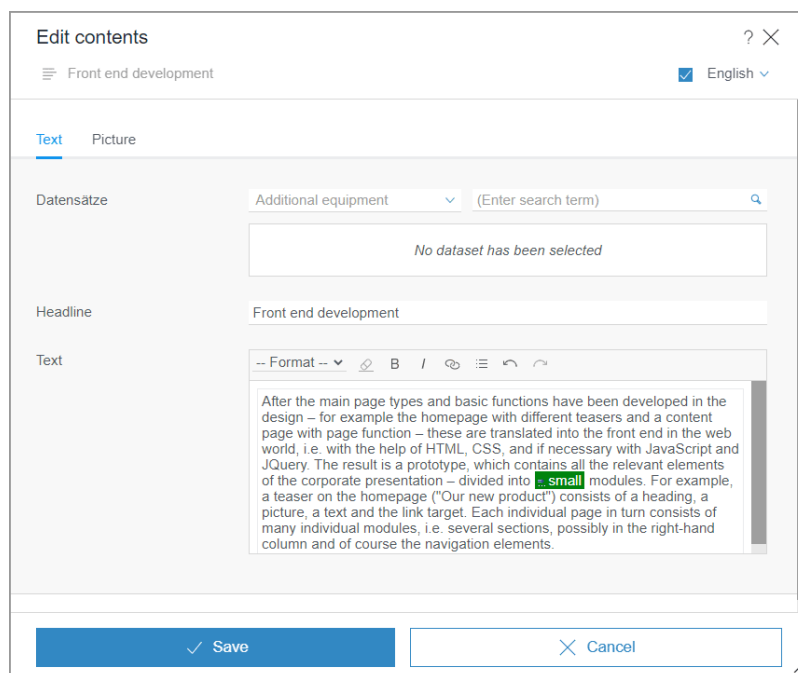 Edit contents
?
Front end development
English
Text Picture
Datensätze
Additional equipment
(Enter search term)
No dataset has been selected
Headline
Front end development
Text
-- Format --
B I
After the main page types and basic functions have been developed in the
design – for example the homepage with different teasers and a content
page with page function – these are translated into the front end in the web
world, i.e. with the help of HTML, CSS, and if necessary with JavaScript and
JQuery. The result is a prototype, which contains all the relevant elements
of the corporate presentation – divided into small modules. For example,
a teaser on the homepage ("Our new product") consists of a heading, a
picture, a text and the link target. Each individual page in turn consists of
many individual modules, i.e. several sections, possibly in the right-hand
column and of course the navigation elements.
Save
Cancel